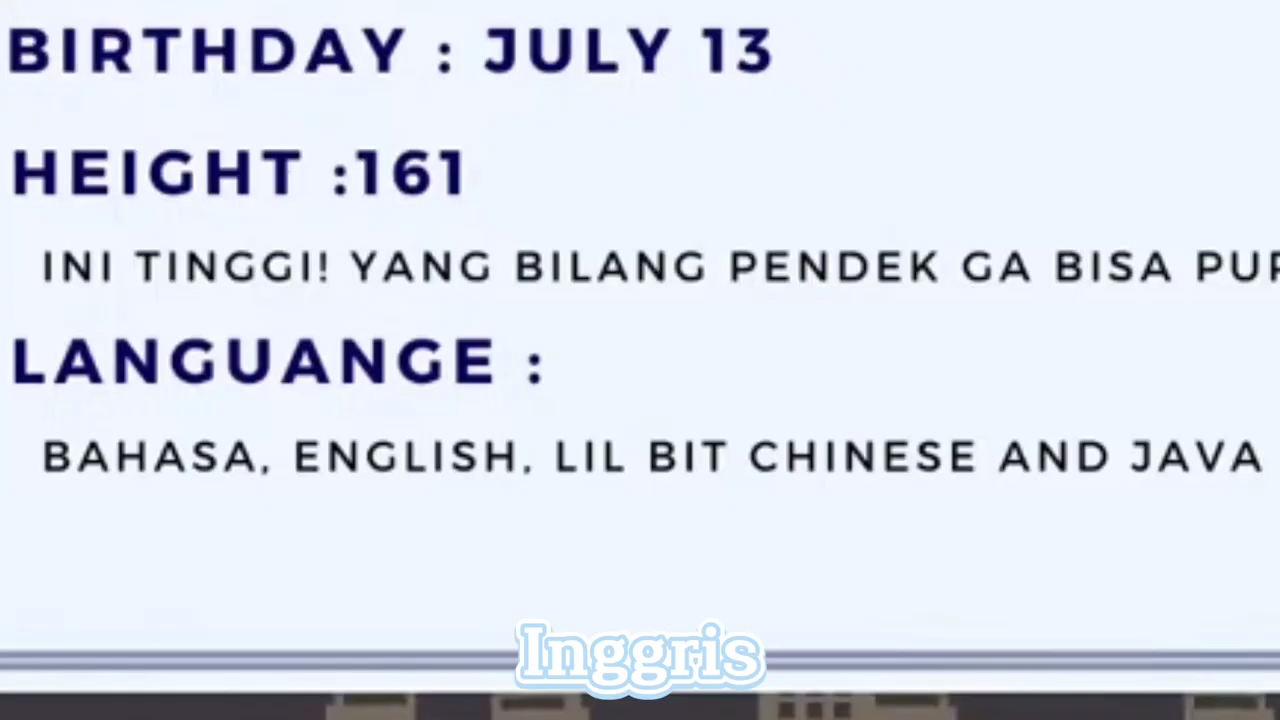 BIRTHDAY : JULY 13
HEIGHT :161
INI TINGGI! YANG BILANG PENDEK GA BISA
LANGUANGE :
BAHASA, ENGLISH, LIL BIT CHINESE AND JAVA
Inggris